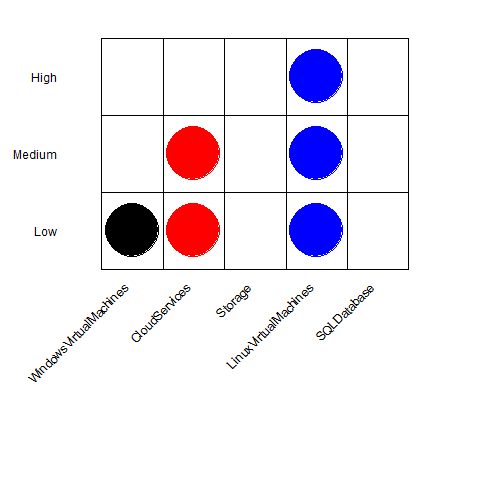 High
Medium
Low
WindowsVirtualMachines
CloudServices
Storage
LinuxVirtualMachines
SQLDatabase